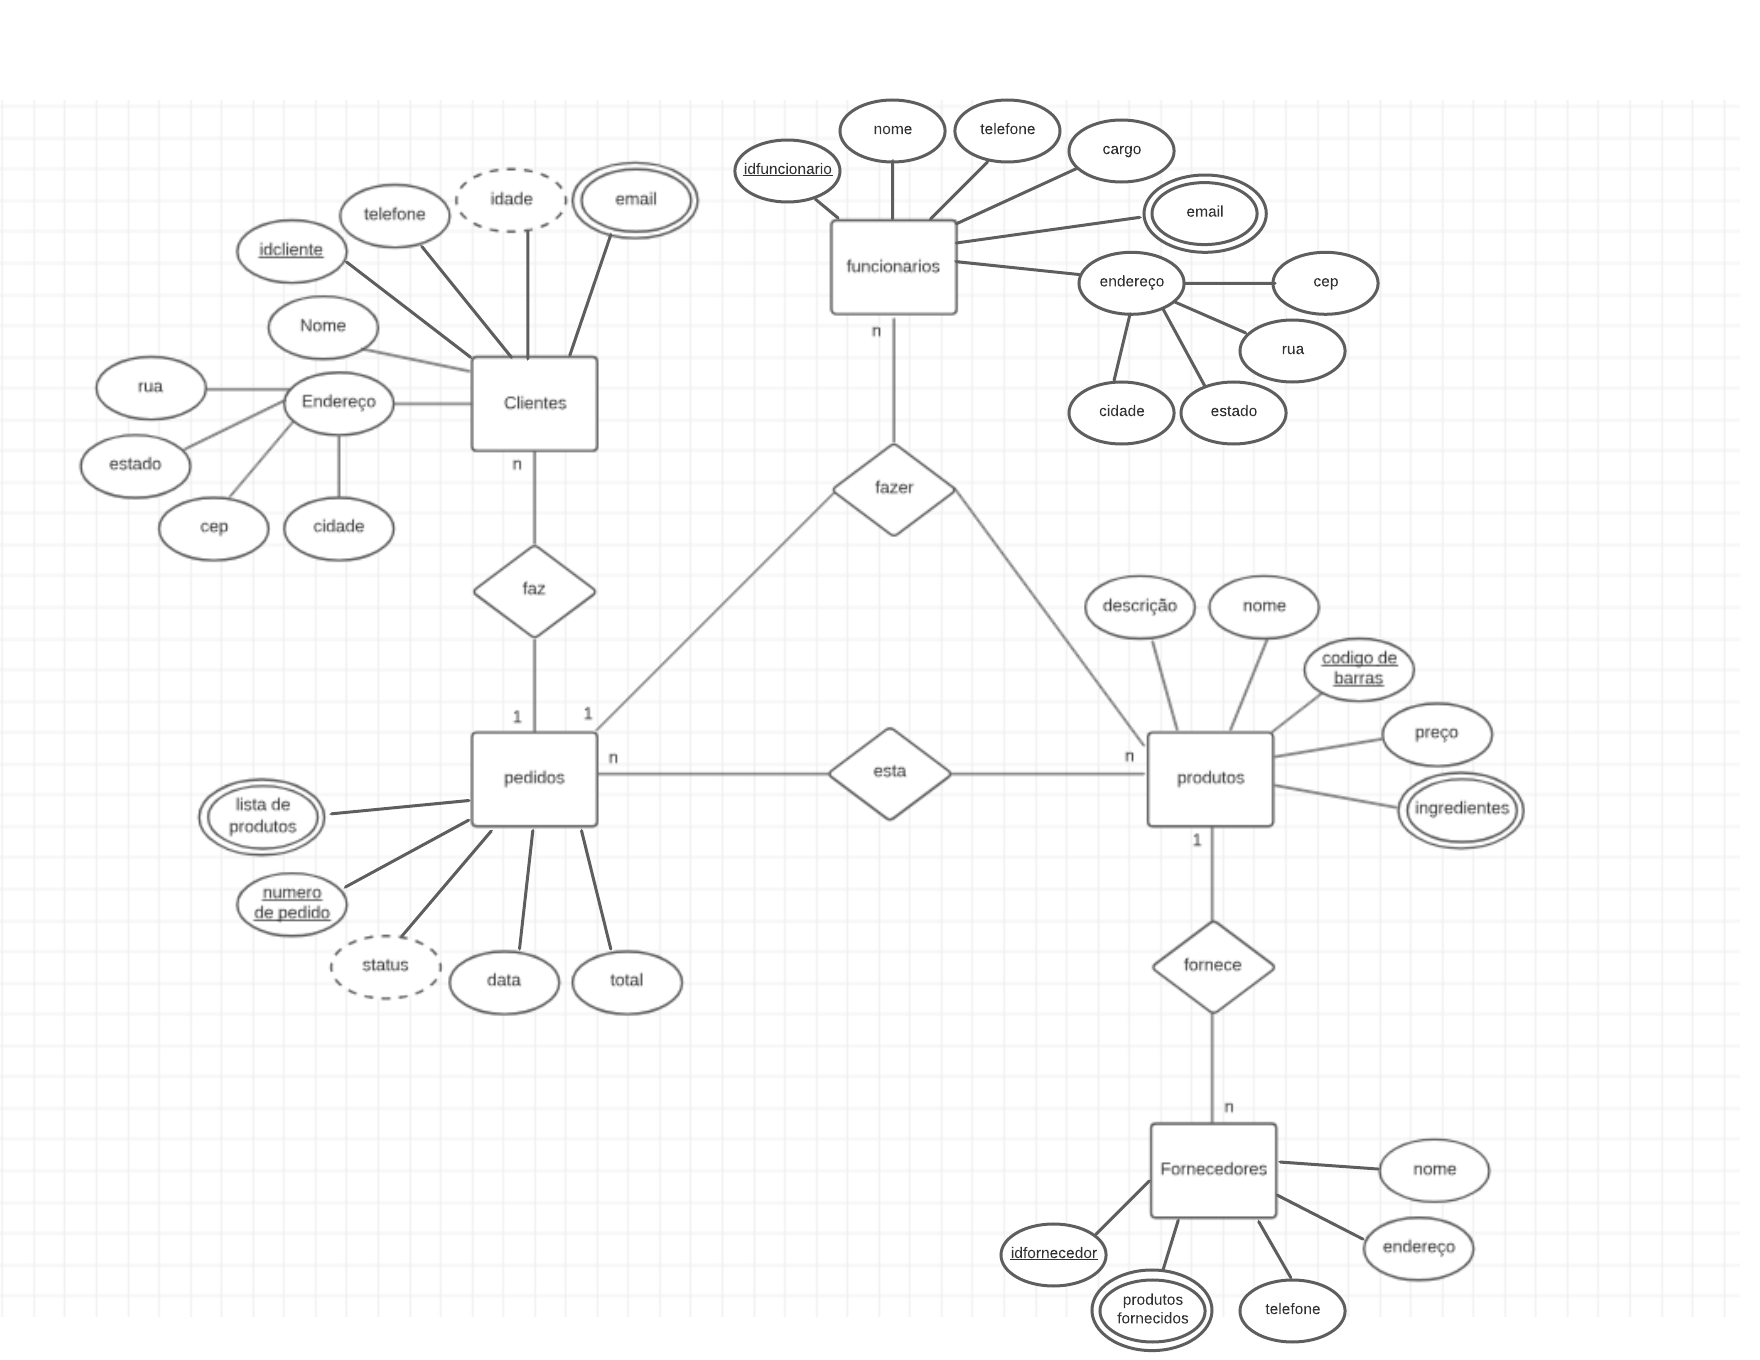 nome
telefone
cargo
idfuncionario
email
idade
email
telefone
idcliente
funcionarios
endereço
cep
Nome
n
rua
rua
Endereço
Clientes
cidade
estado
estado
n
cep
cidade
fazer
faz
descrição
nome
codigo de
barras
1
1
preço
n
n
pedidos
esta
produtos
lista de
produtos
ingredientes
1
numero
de pedido
status
data
total
fornece
n
Fornecedores
nome
idfornecedor
endereço
produtos
fornecidos
telefone